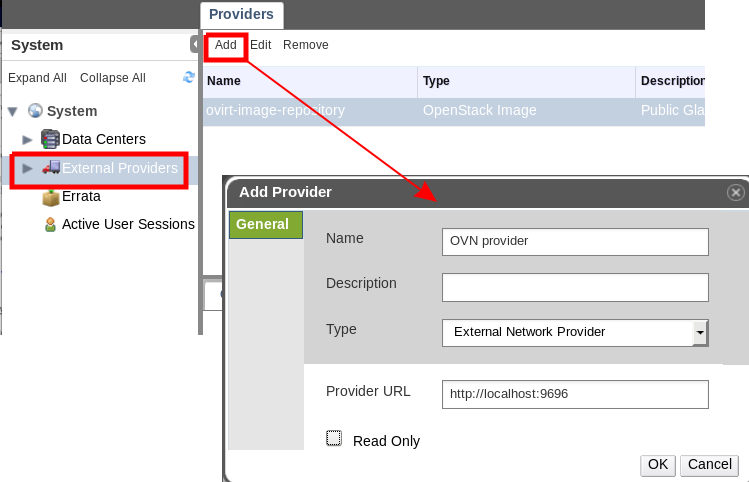 Providers
System
Add Edit Remove
Expand All Collapse All
Name Type Description
System
ovirt-image-repository OpenStack Image Public Gla
Data Centers
External Providers
Errata
Active User Sessions
Add Provider
General
Name OVN provider
Description
Type External Network Provider
Provider URL http://localhost:9696
Read Only
OK Cancel